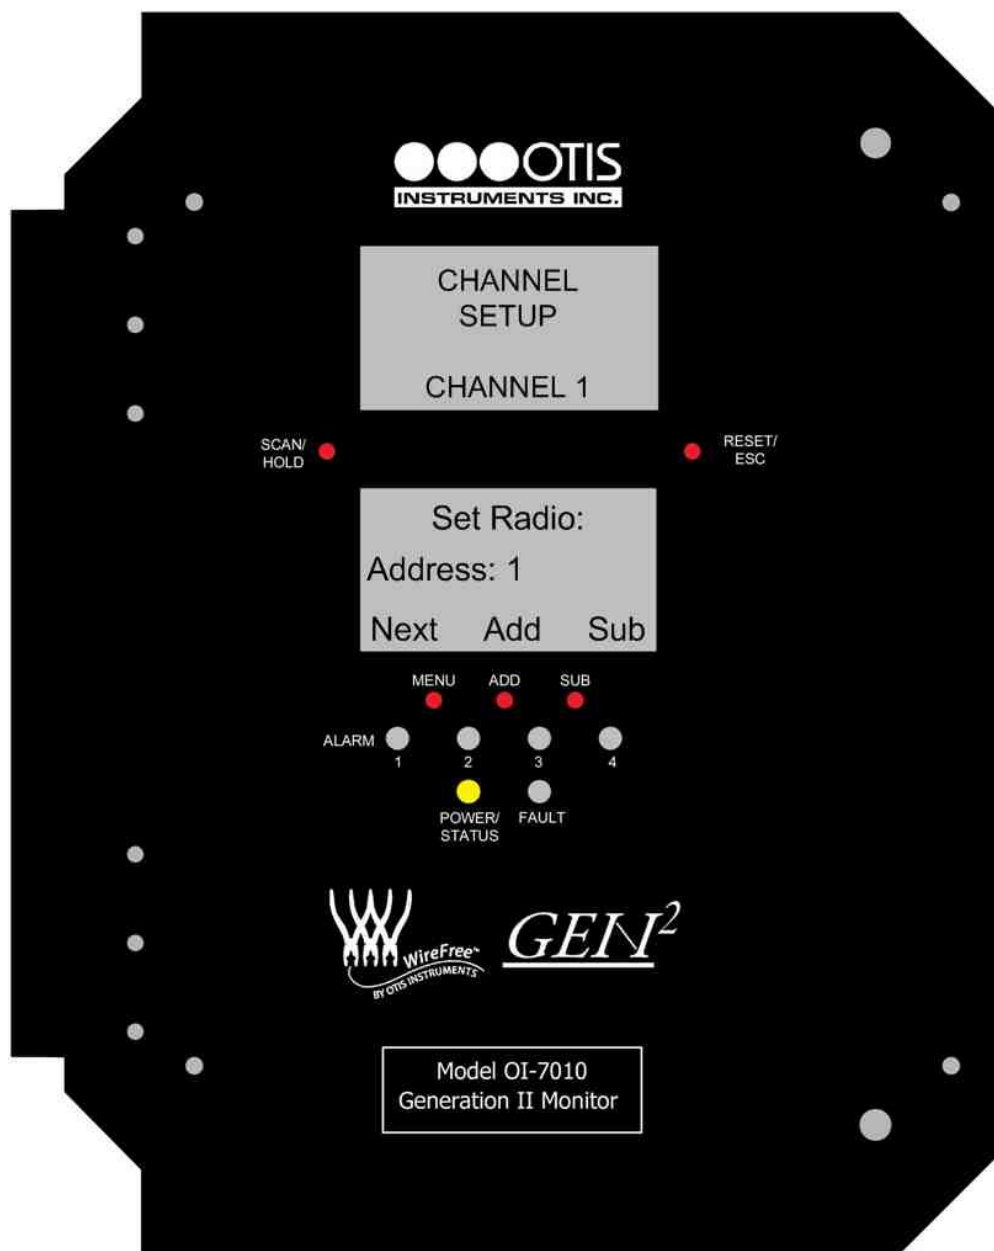 OTIS
INSTRUMENTS INC.
CHANNEL
SETUP
CHANNEL 1
SCAN/
HOLD
RESET/
ESC
Set Radio:
Address: 1
Next Add Sub
MENU ADD SUB
ALARM
1 2 3 4
POWER/
STATUS
FAULT
WireFree™
BY OTIS INSTRUMENTS
GEN²
Model OI-7010
Generation II Monitor